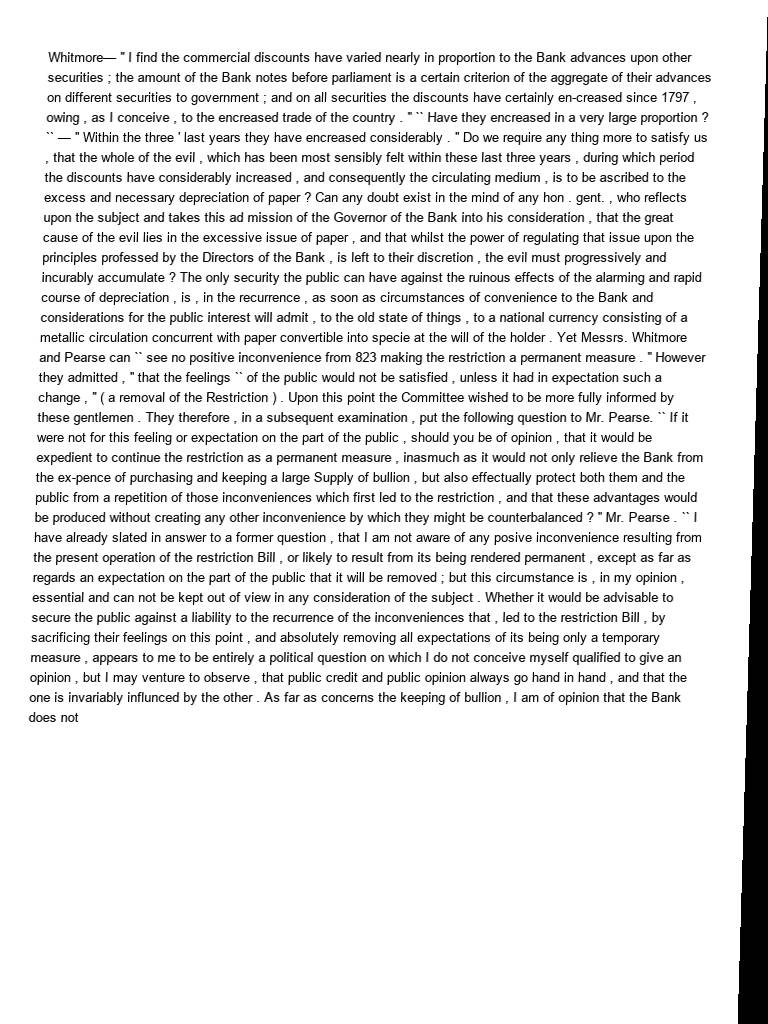 Whitmore— " I find the commercial discounts have varied nearly in proportion to the Bank advances upon other
securities ; the amount of the Bank notes before parliament is a certain criterion of the aggregate of their advances
on different securities to government ; and on all securities the discounts have certainly en-creased since 1797 ,
owing , as I conceive , to the encreased trade of the country . " `` Have they encreased in a very large proportion ?
`` — " Within the three ' last years they have encreased considerably . " Do we require any thing more to satisfy us
, that the whole of the evil , which has been most sensibly felt within these last three years , during which period
the discounts have considerably increased , and consequently the circulating medium , is to be ascribed to the
excess and necessary depreciation of paper ? Can any doubt exist in the mind of any hon . gent. , who reflects
upon the subject and takes this ad mission of the Governor of the Bank into his consideration , that the great
cause of the evil lies in the excessive issue of paper , and that whilst the power of regulating that issue upon the
principles professed by the Directors of the Bank , is left to their discretion , the evil must progressively and
incurably accumulate ? The only security the public can have against the ruinous effects of the alarming and rapid
course of depreciation , is , in the recurrence , as soon as circumstances of convenience to the Bank and
considerations for the public interest will admit , to the old state of things , to a national currency consisting of a
metallic circulation concurrent with paper convertible into specie at the will of the holder . Yet Messrs. Whitmore
and Pearse can `` see no positive inconvenience from 823 making the restriction a permanent measure . " However
they admitted , " that the feelings `` of the public would not be satisfied , unless it had in expectation such a
change , " ( a removal of the Restriction ) . Upon this point the Committee wished to be more fully informed by
these gentlemen . They therefore , in a subsequent examination , put the following question to Mr. Pearse. `` If it
were not for this feeling or expectation on the part of the public , should you be of opinion , that it would be
expedient to continue the restriction as a permanent measure , inasmuch as it would not only relieve the Bank from
the ex-pence of purchasing and keeping a large Supply of bullion , but also effectually protect both them and the
public from a repetition of those inconveniences which first led to the restriction , and that these advantages would
be produced without creating any other inconvenience by which they might be counterbalanced ? " Mr. Pearse . `` I
have already slated in answer to a former question , that I am not aware of any posive inconvenience resulting from
the present operation of the restriction Bill , or likely to result from its being rendered permanent , except as far as
regards an expectation on the part of the public that it will be removed ; but this circumstance is , in my opinion ,
essential and can not be kept out of view in any consideration of the subject . Whether it would be advisable to
secure the public against a liability to the recurrence of the inconveniences that , led to the restriction Bill , by
sacrificing their feelings on this point , and absolutely removing all expectations of its being only a temporary
measure , appears to me to be entirely a political question on which I do not conceive myself qualified to give an
opinion , but I may venture to observe , that public credit and public opinion always go hand in hand , and that the
one is invariably influnced by the other . As far as concerns the keeping of bullion , I am of opinion that the Bank
does not